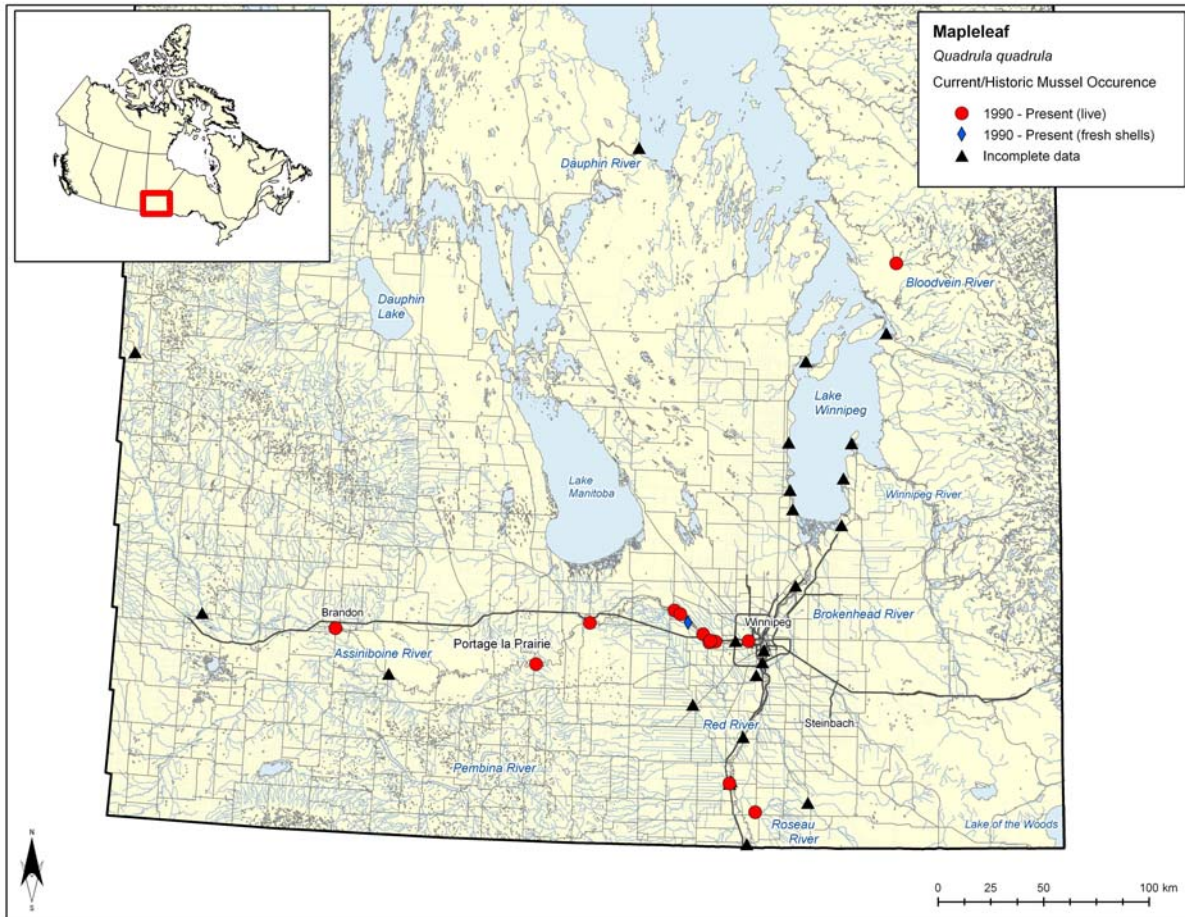 Mapleleaf
Quadrula quadrula
Current/Historic Mussel Occurence
1990 - Present (live)
1990 - Present (fresh shells)
Incomplete data
Dauphin River
Bloodvein River
Dauphin
Lake
Lake
Winnipeg
Lake
Manitoba
Winnipeg River
Brandon
Winnipeg
Brokenhead River
Portage la Prairie
Assiniboine River
Red River
Steinbach
Pembina River
Roseau
River
Lake of the Woods
N
S
0 25 50 100 km